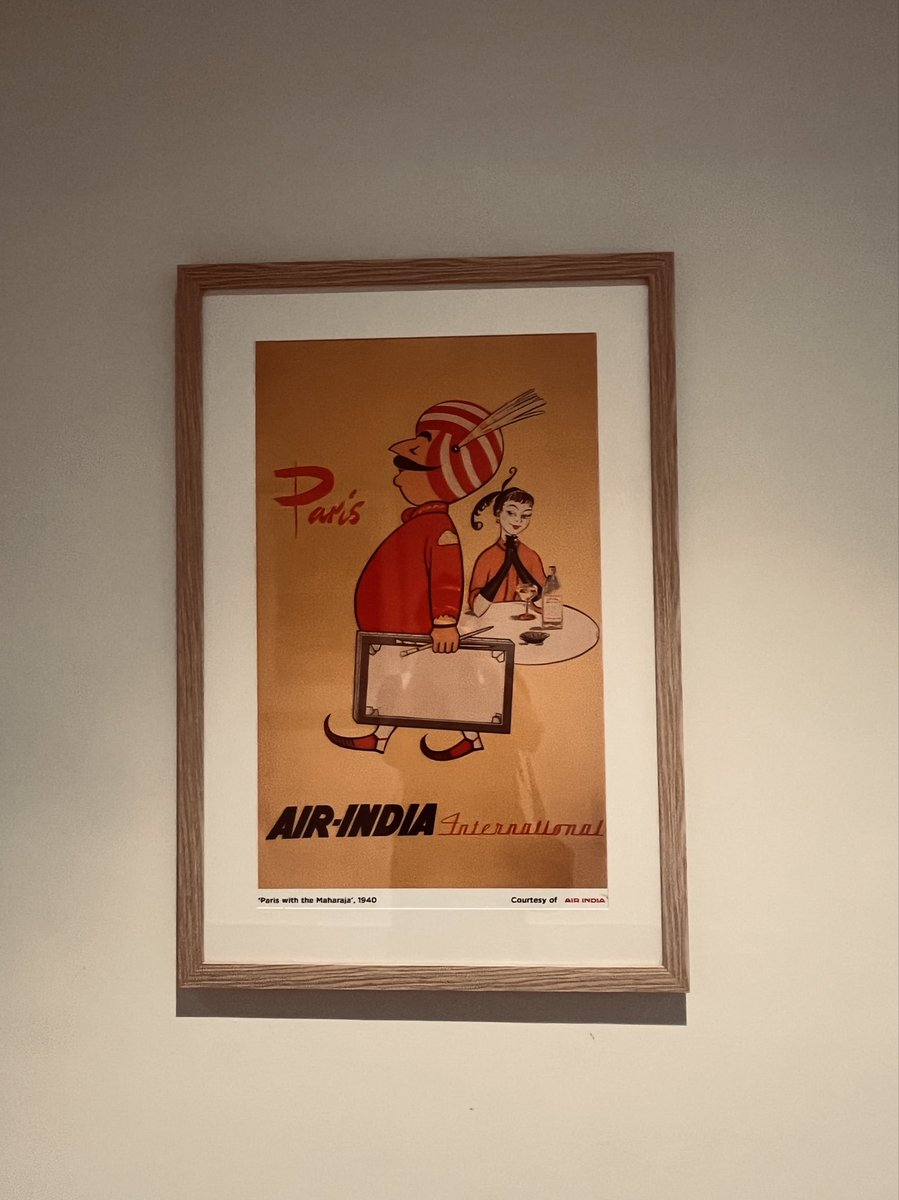 Paris
AIR-INDIA International
'Paris with the Maharaja', 1940
Courtesy of AIR INDIA